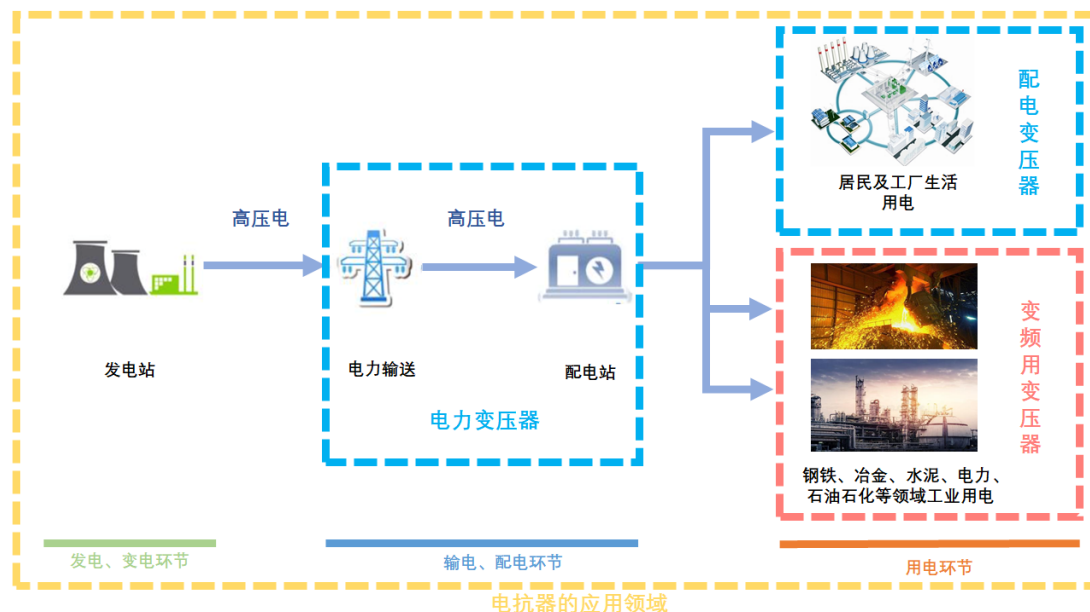 高压电
高压电
发电站
电力输送
配电站
电力变压器
居民及工厂生活
用电
配电变压器
钢铁、冶金、水泥、电力、
石油石化等领域工业用电
变频用变压器
发电、变电环节
输电、配电环节
用电环节
电抗器的应用领域